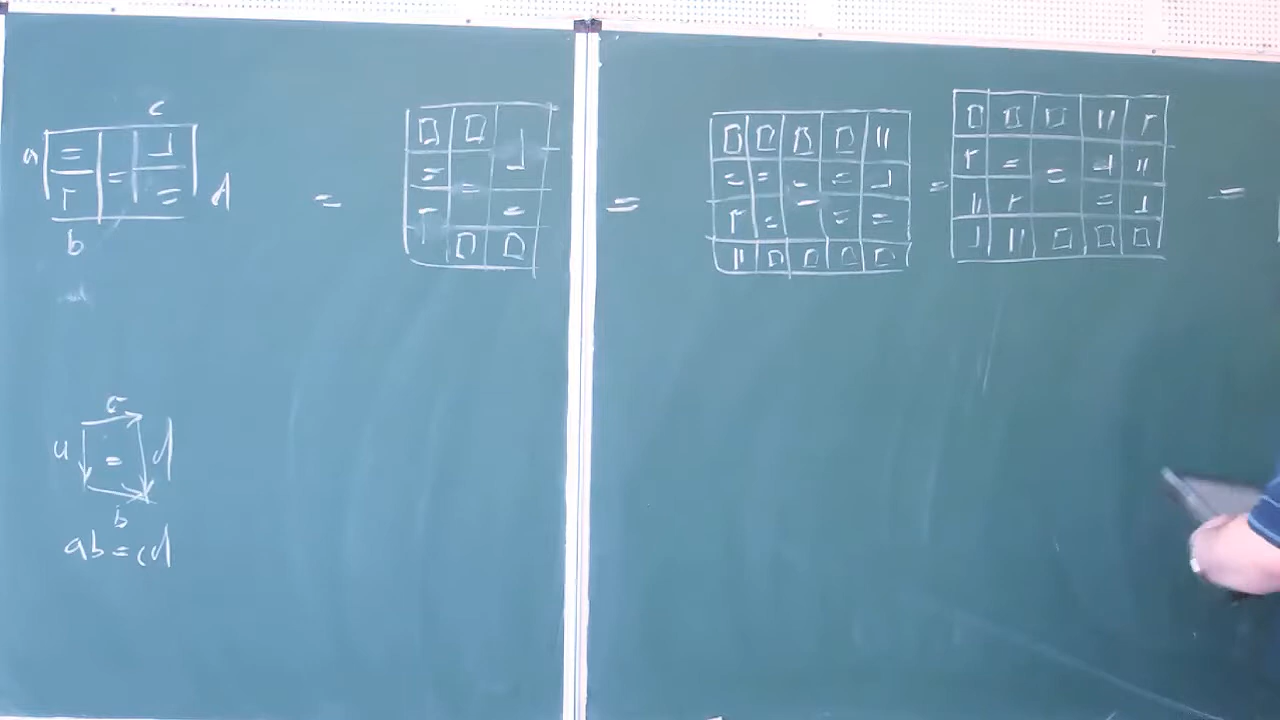 c
a = ┘ □ □ ┘ □ □ □ □ || □ □ □ || ┌
= = = = = - = ┘ = ┌ = = ┘ || =
┌ = d = ┌ = = ┌ = = = || ┌ = ┘
b □ □ || □ □ □ □ ┘ || □ □ □
c
a = d
b
ab = cd